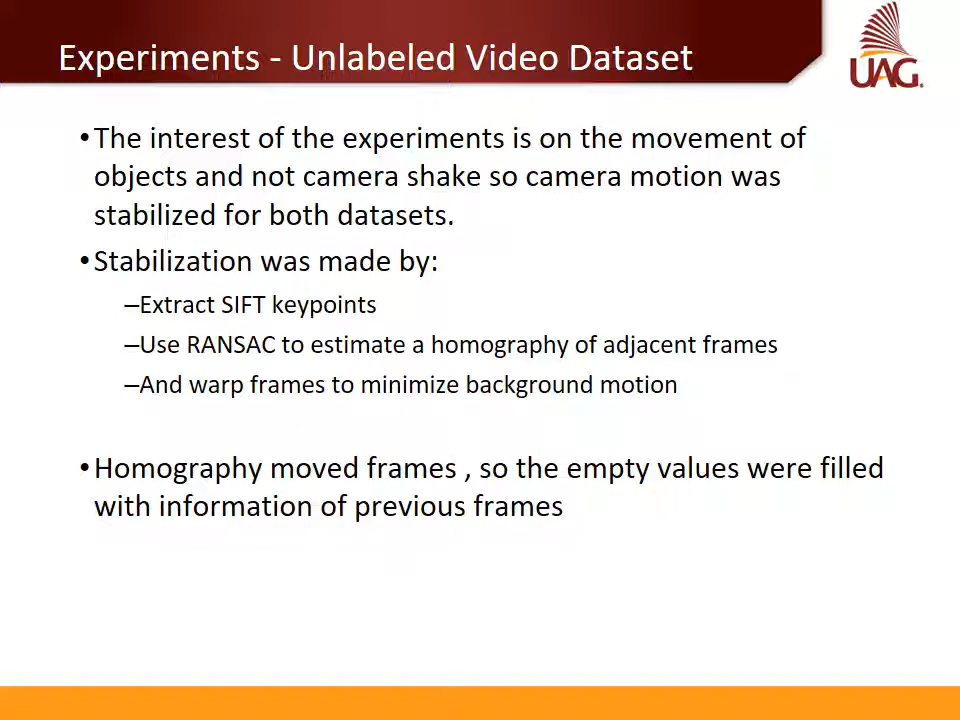 Experiments - Unlabeled Video Dataset
UAG
•The interest of the experiments is on the movement of
objects and not camera shake so camera motion was
stabilized for both datasets.
•Stabilization was made by:
–Extract SIFT keypoints
–Use RANSAC to estimate a homography of adjacent frames
–And warp frames to minimize background motion
•Homography moved frames , so the empty values were filled
with information of previous frames